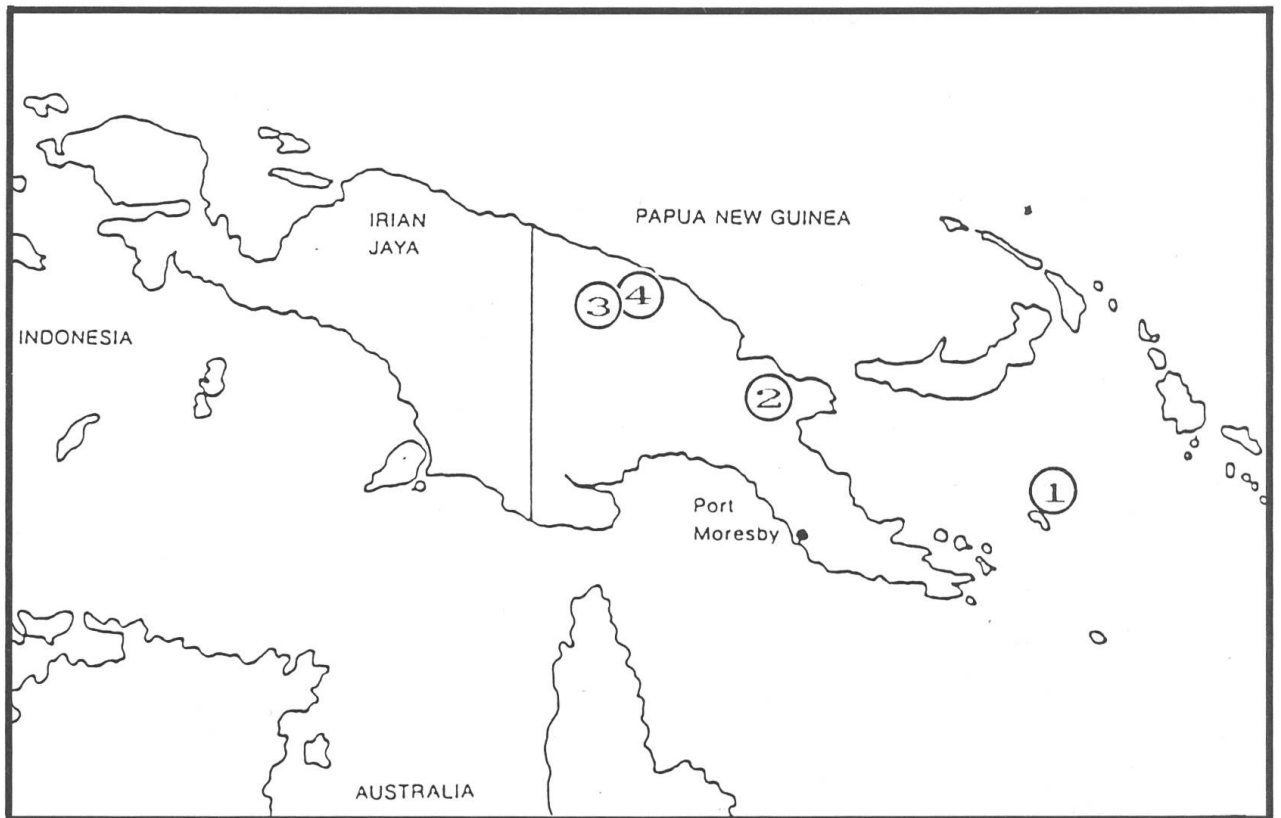 IRIAN
JAYA
PAPUA NEW GUINEA
3
4
INDONESIA
2
1
Port
Moresby
AUSTRALIA